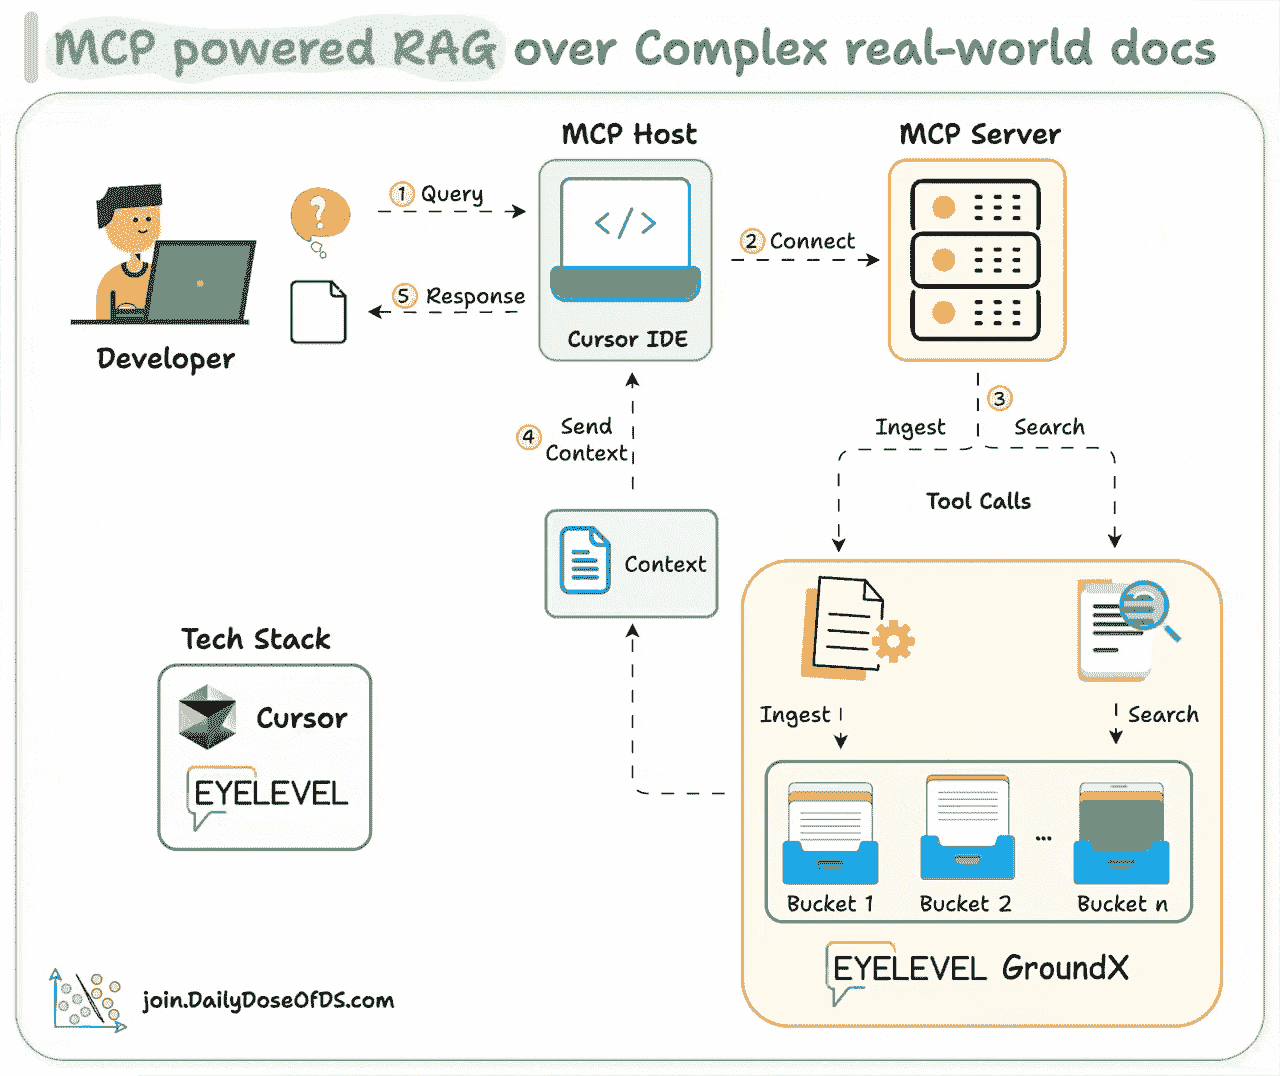 MCP powered RAG over Complex real-world docs
MCP Host
MCP Server
1 Query
2 Connect
5 Response
</>
Cursor IDE
Developer
?
3
Ingest
Search
4 Send
Context
Tool Calls
Context
Tech Stack
Cursor
EYELEVEL
Ingest
Search
...
Bucket 1
Bucket 2
Bucket n
EYELEVEL GroundX
join.DailyDoseOfDS.com